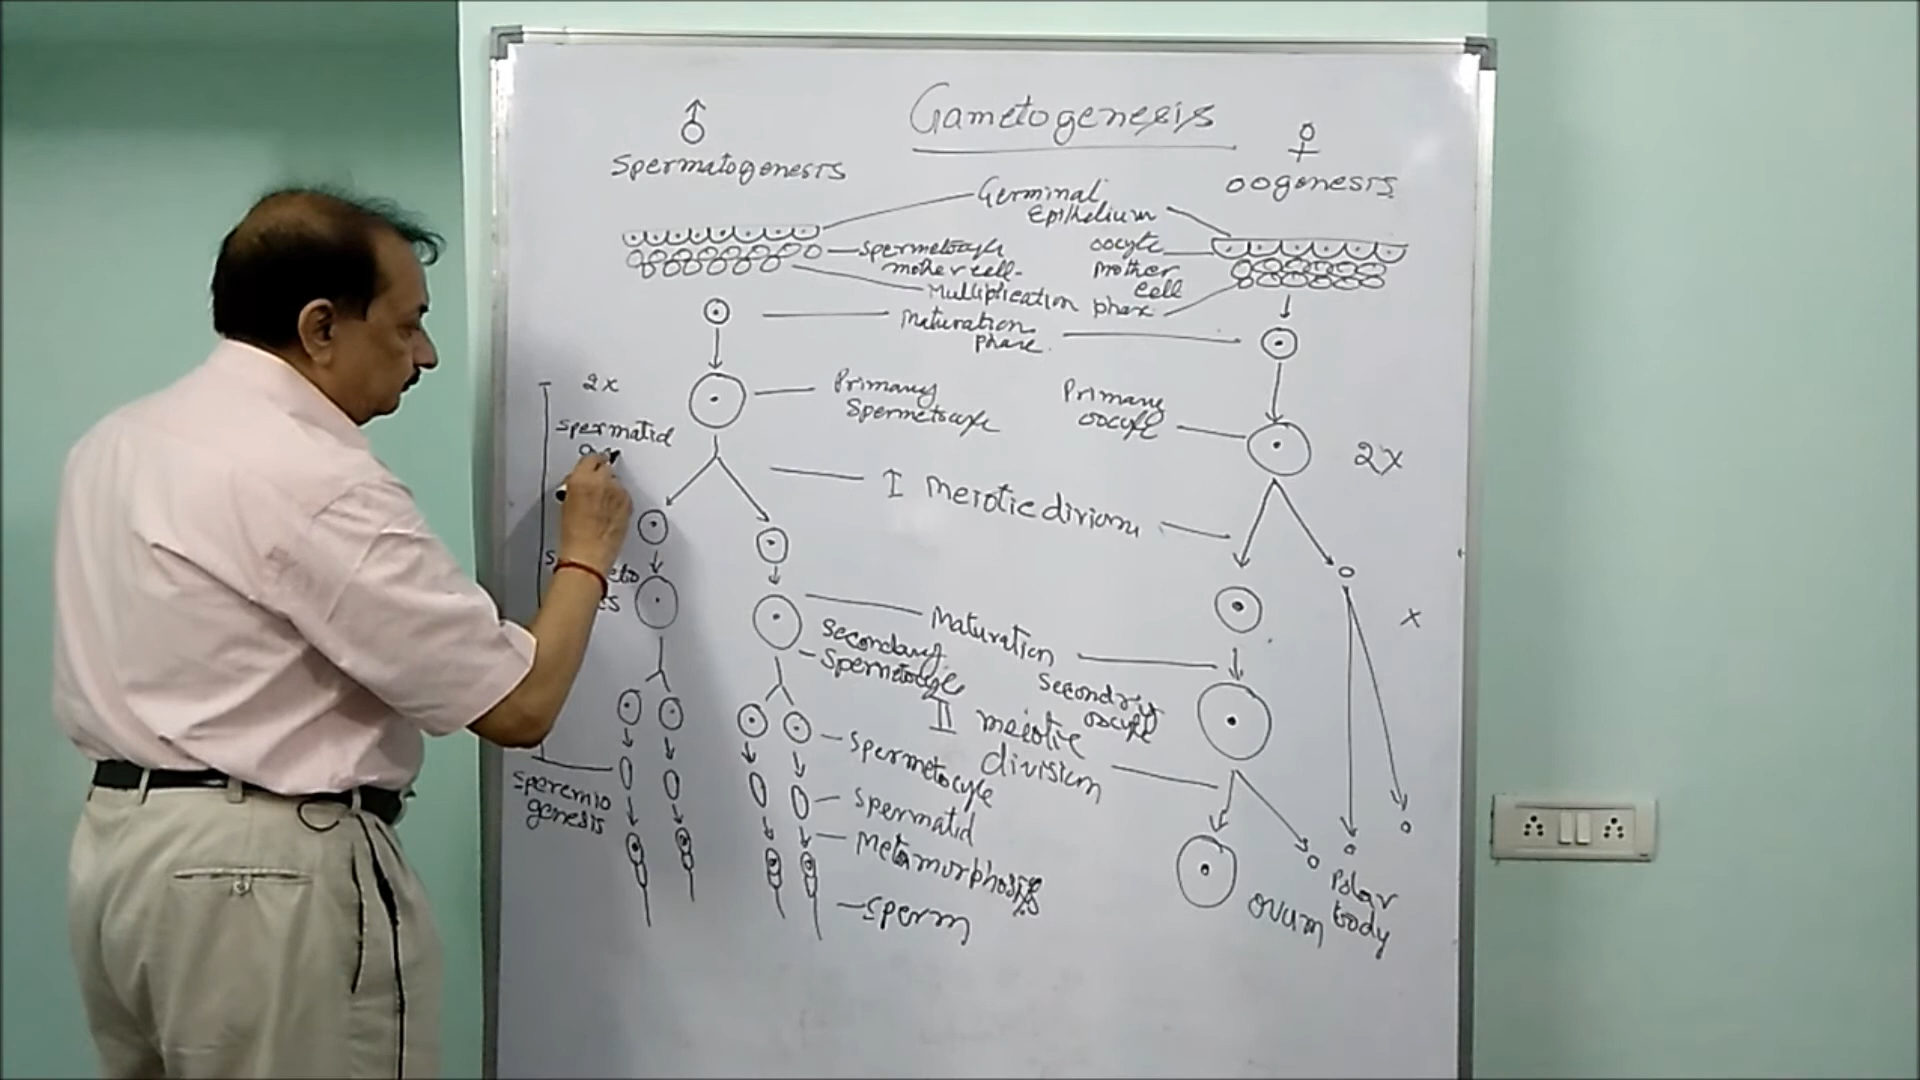 Gametogenesis
♂
Spermatogenesis
♀
oogenesis
Germinal
Epithelium
Spermetocyte
mother cell
oocyte
mother
cell
Multiplication phase
Maturation
phase
2x
Primary
Spermetocyte
Primary
oocyte
2X
Spermatid
I meiotic division
x
Maturation
Secondary
Spermetocyte
Secondry
oocyte
II meiotic
division
Spermetocyte
Spermatid
Metamorphosis
Sperm
Speremio
genesis
Polar
body
ovum